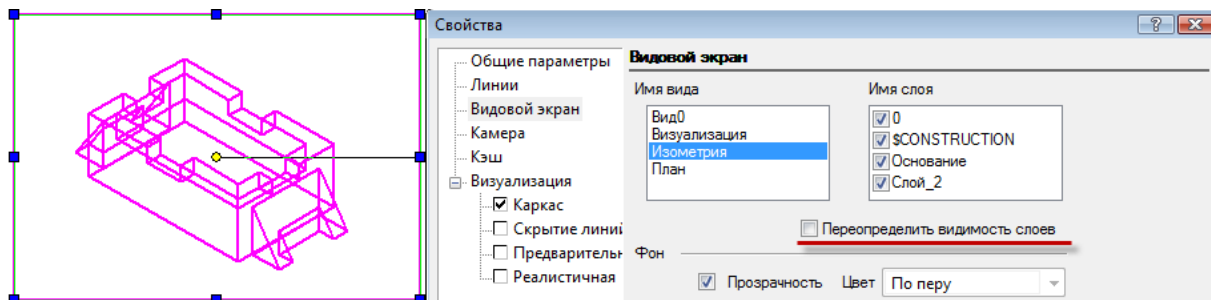 Свойства
Общие параметры
Линии
Видовой экран
Камера
Кэш
Визуализация
Каркас
Скрытие линий
Предварительн
Реалистичная
Видовой экран
Имя вида
Вид0
Визуализация
Изометрия
План
Имя слоя
0
$CONSTRUCTION
Основание
Слой_2
Переопределить видимость слоев
Фон
Прозрачность Цвет По перу